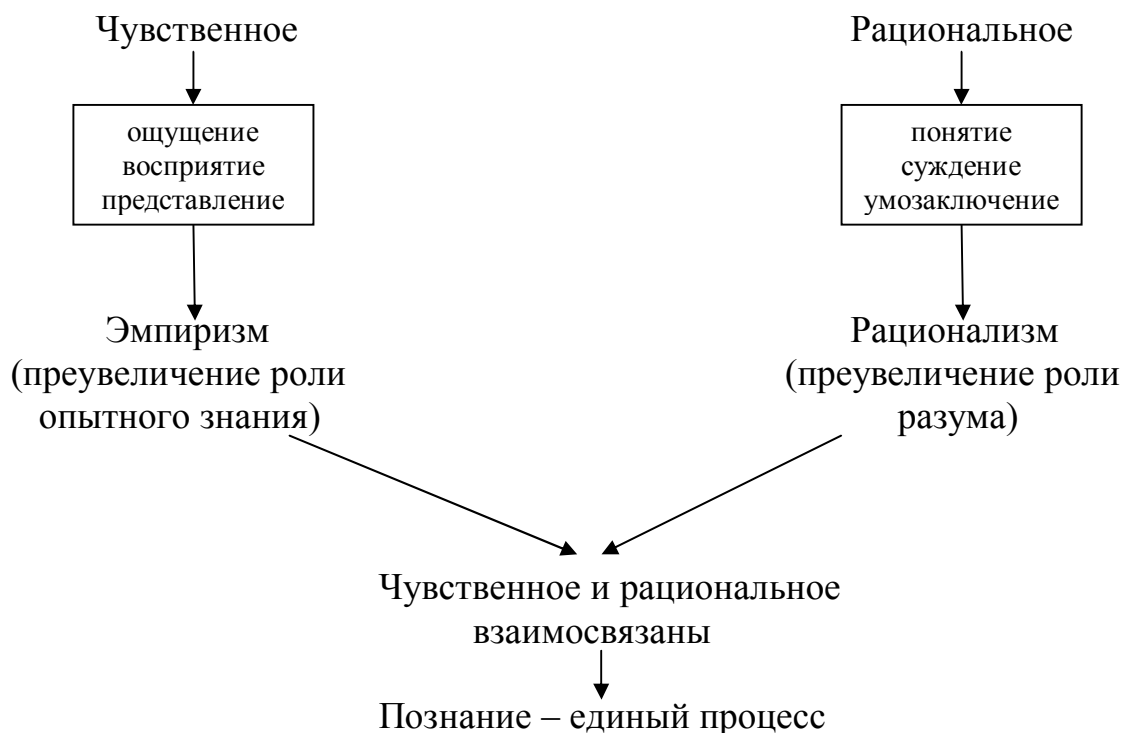 Чувственное
Рациональное
ощущение
восприятие
представление
понятие
суждение
умозаключение
Эмпиризм
(преувеличение роли
опытного знания)
Рационализм
(преувеличение роли
разума)
Чувственное и рациональное
взаимосвязаны
Познание – единый процесс